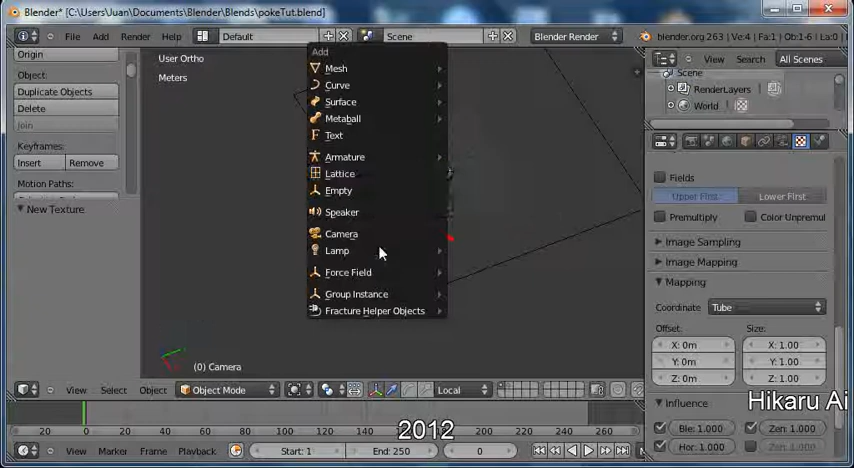 Blender* [C:\Users\Juan\Documents\Blender\Blends\pokeTut.blend]
File Add Render Help Default Scene Blender Render blender.org 263 | Ve:4 | Fa:1 | Ob:1-6 | La:0 |
Origin
Object:
Duplicate Objects
Delete
Join
Keyframes:
Insert Remove
Motion Paths:
New Texture
User Ortho
Meters
Add
Mesh
Curve
Surface
Metaball
Text
Armature
Lattice
Empty
Speaker
Camera
Lamp
Force Field
Group Instance
Fracture Helper Objects
(0) Camera
View Search All Scenes
Scene
RenderLayers
World
Fields
Upper First Lower First
Premultiply Color Unpremul
Image Sampling
Image Mapping
Mapping
Coordinate Tube
Offset: Size:
X: 0m X: 1.00
Y: 0m Y: 1.00
Z: 0m Z: 1.00
Influence
Ble: 1.000 Zen: 1.000
Hor: 1.000 Zen: 1.000
Hikaru Ai
View Select Object Object Mode Local
20 0 20 40 60 80 100 120 140 160 180 200 220 240 260
2012
View Marker Frame Playback Start: 1 End: 250 0